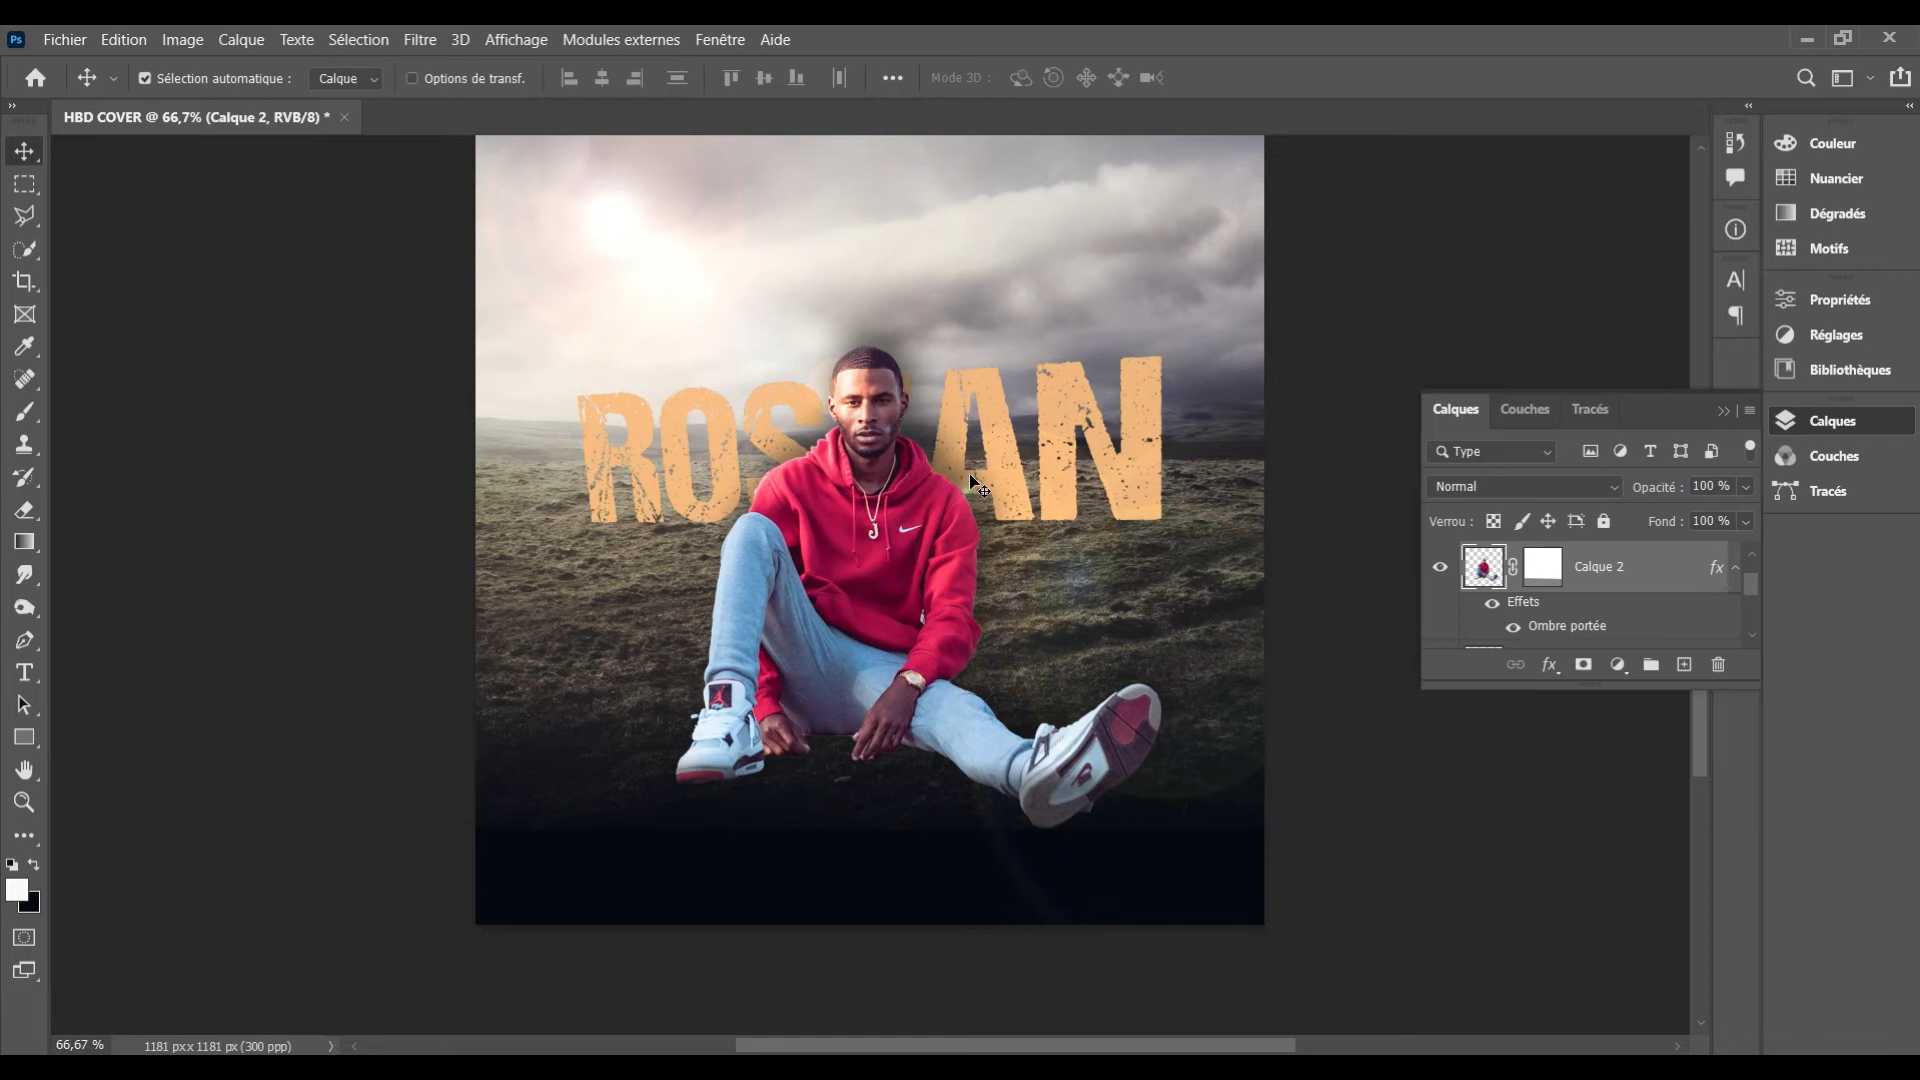 Ps Fichier Edition Image Calque Texte Sélection Filtre 3D Affichage Modules externes Fenêtre Aide
Sélection automatique : Calque Options de transf. Mode 3D :
HBD COVER @ 66,7% (Calque 2, RVB/8) *
Couleur
Nuancier
Dégradés
Motifs
Propriétés
Réglages
Bibliothèques
Calques
Couches
Tracés
Calques Couches Tracés
Type
Normal Opacité : 100 %
Verrou : Fond : 100 %
Calque 2 fx
Effets
Ombre portée
fx
ROS AN
J
66,67 % 1181 px x 1181 px (300 ppp)